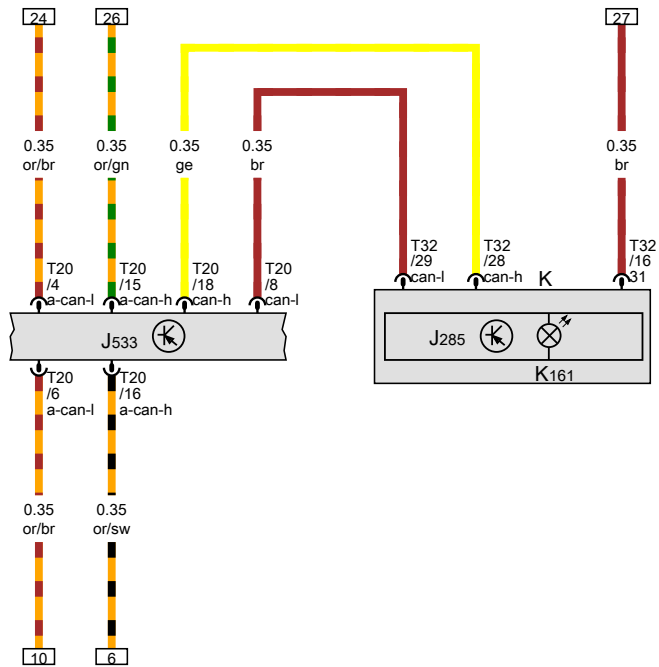 24
26
27
0.35
or/br
0.35
or/gn
0.35
ge
0.35
br
0.35
br
T20
/4
a-can-l
T20
/15
a-can-h
T20
/18
can-h
T20
/8
can-l
T32
/29
can-l
T32
/28
can-h
K
T32
/16
31
J533
J285
K161
T20
/6
a-can-l
T20
/16
a-can-h
0.35
or/br
0.35
or/sw
10
6